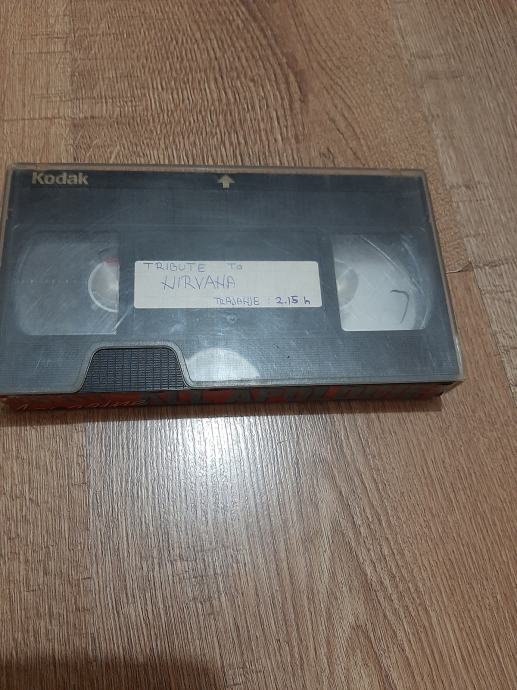 Kodak
TRIBUTE To
NIRVANA
TRAJANJE : 2.15 h